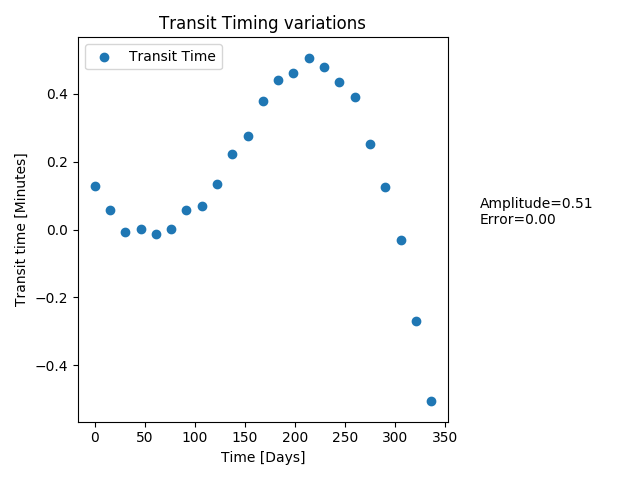 Transit Timing variations
Transit Time
Transit time [Minutes]
0.4
0.2
0.0
−0.2
−0.4
0 50 100 150 200 250 300 350
Time [Days]
Amplitude=0.51
Error=0.00